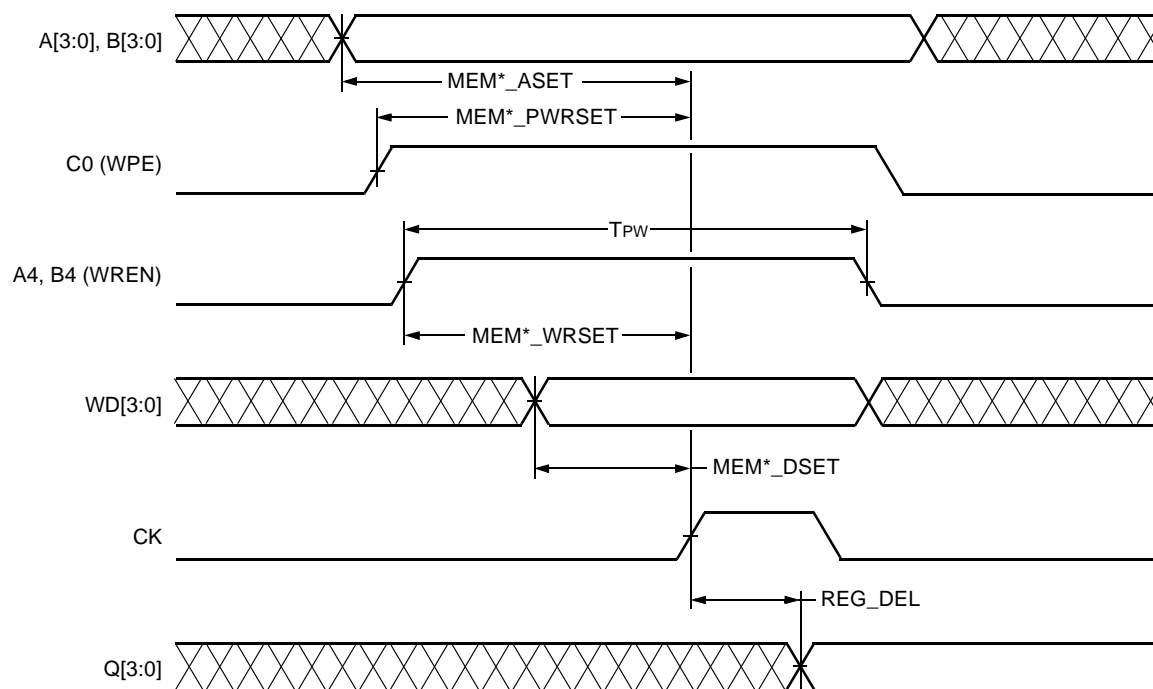 A[3:0], B[3:0]
MEM*_ASET
MEM*_PWRSET
C0 (WPE)
TPW
A4, B4 (WREN)
MEM*_WRSET
WD[3:0]
MEM*_DSET
CK
REG_DEL
Q[3:0]